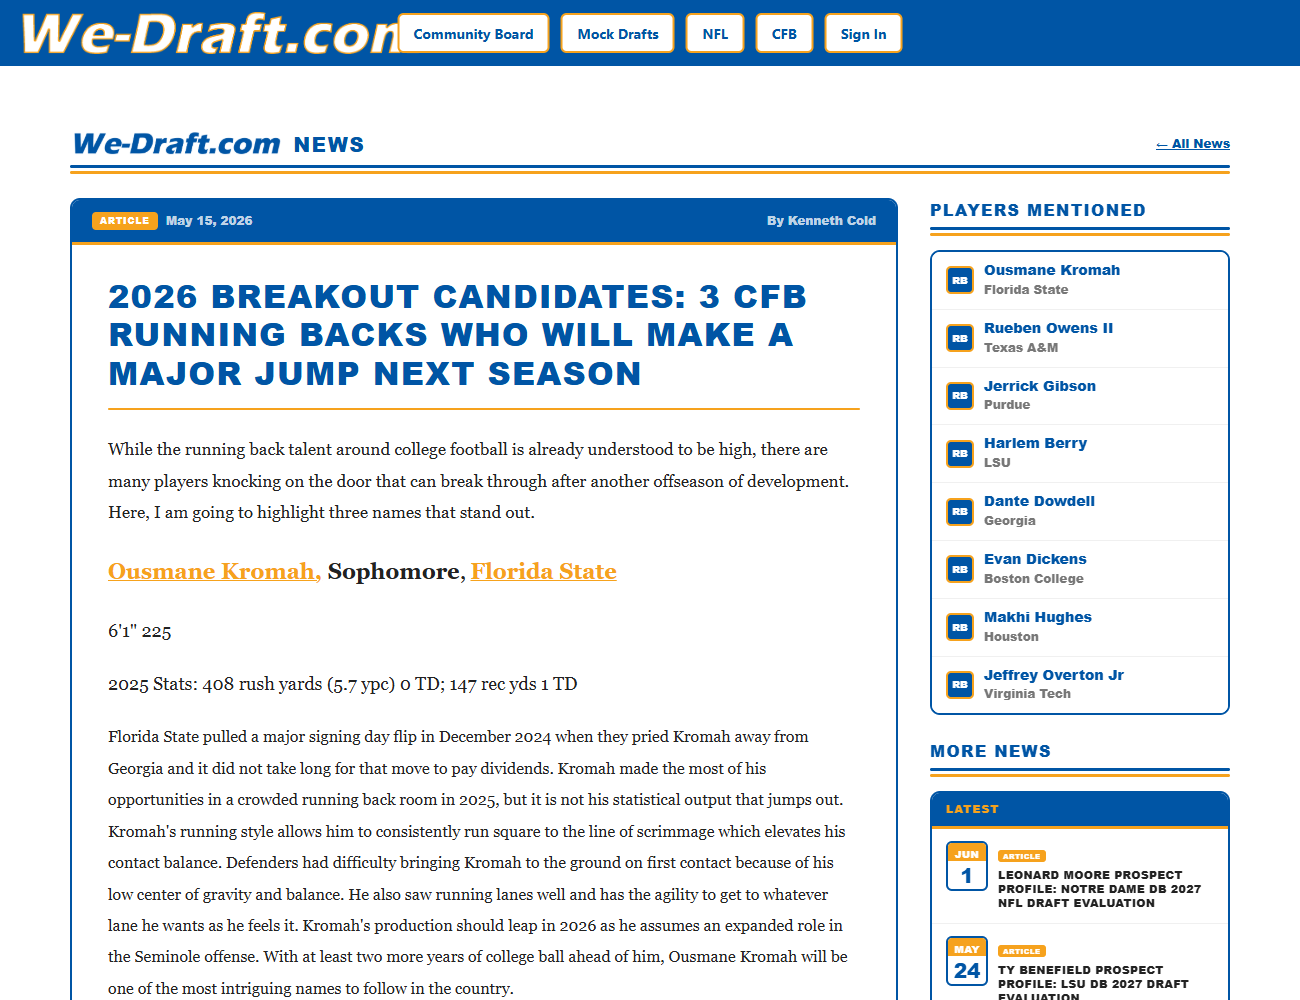 We-Draft.com
Community Board
Mock Drafts
NFL
CFB
Sign In
We-Draft.com NEWS
← All News
ARTICLE May 15, 2026
By Kenneth Cold
2026 BREAKOUT CANDIDATES: 3 CFB
RUNNING BACKS WHO WILL MAKE A
MAJOR JUMP NEXT SEASON
While the running back talent around college football is already understood to be high, there are
many players knocking on the door that can break through after another offseason of development.
Here, I am going to highlight three names that stand out.
Ousmane Kromah, Sophomore, Florida State
6'1" 225
2025 Stats: 408 rush yards (5.7 ypc) 0 TD; 147 rec yds 1 TD
Florida State pulled a major signing day flip in December 2024 when they pried Kromah away from
Georgia and it did not take long for that move to pay dividends. Kromah made the most of his
opportunities in a crowded running back room in 2025, but it is not his statistical output that jumps out.
Kromah's running style allows him to consistently run square to the line of scrimmage which elevates his
contact balance. Defenders had difficulty bringing Kromah to the ground on first contact because of his
low center of gravity and balance. He also saw running lanes well and has the agility to get to whatever
lane he wants as he feels it. Kromah's production should leap in 2026 as he assumes an expanded role in
the Seminole offense. With at least two more years of college ball ahead of him, Ousmane Kromah will be
one of the most intriguing names to follow in the country.
PLAYERS MENTIONED
RB
Ousmane Kromah
Florida State
RB
Rueben Owens II
Texas A&M
RB
Jerrick Gibson
Purdue
RB
Harlem Berry
LSU
RB
Dante Dowdell
Georgia
RB
Evan Dickens
Boston College
RB
Makhi Hughes
Houston
RB
Jeffrey Overton Jr
Virginia Tech
MORE NEWS
LATEST
JUN
1
ARTICLE
LEONARD MOORE PROSPECT
PROFILE: NOTRE DAME DB 2027
NFL DRAFT EVALUATION
MAY
24
ARTICLE
TY BENEFIELD PROSPECT
PROFILE: LSU DB 2027 DRAFT
EVALUATION